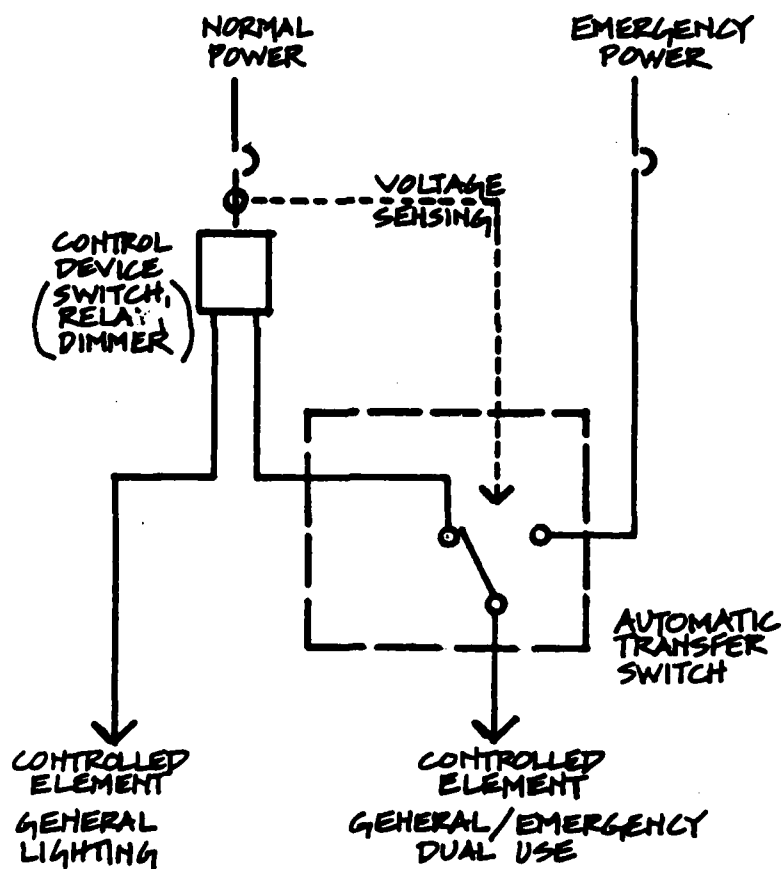 NORMAL
POWER
EMERGENCY
POWER
VOLTAGE
SENSING
CONTROL
DEVICE
(SWITCH,
RELAY,
DIMMER)
AUTOMATIC
TRANSFER
SWITCH
CONTROLLED
ELEMENT
GENERAL
LIGHTING
CONTROLLED
ELEMENT
GENERAL/EMERGENCY
DUAL USE